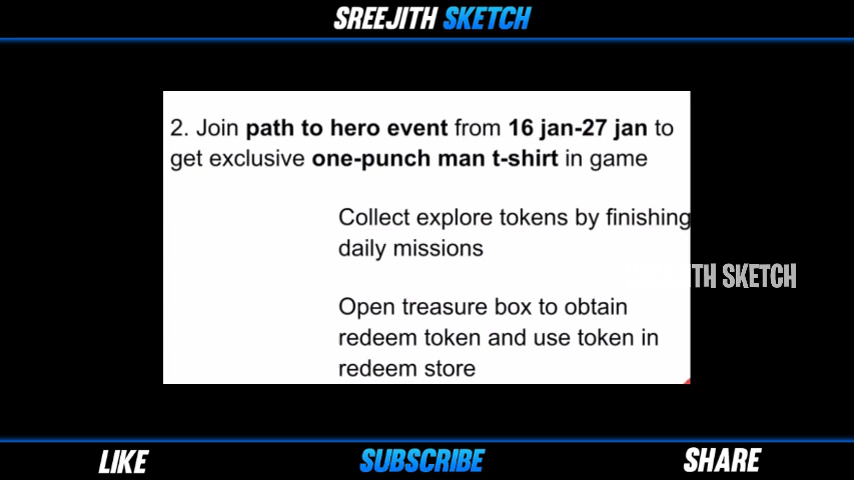 SREEJITH SKETCH
2. Join path to hero event from 16 jan-27 jan to
get exclusive one-punch man t-shirt in game
Collect explore tokens by finishing
daily missions
TH SKETCH
Open treasure box to obtain
redeem token and use token in
redeem store
LIKE
SUBSCRIBE
SHARE